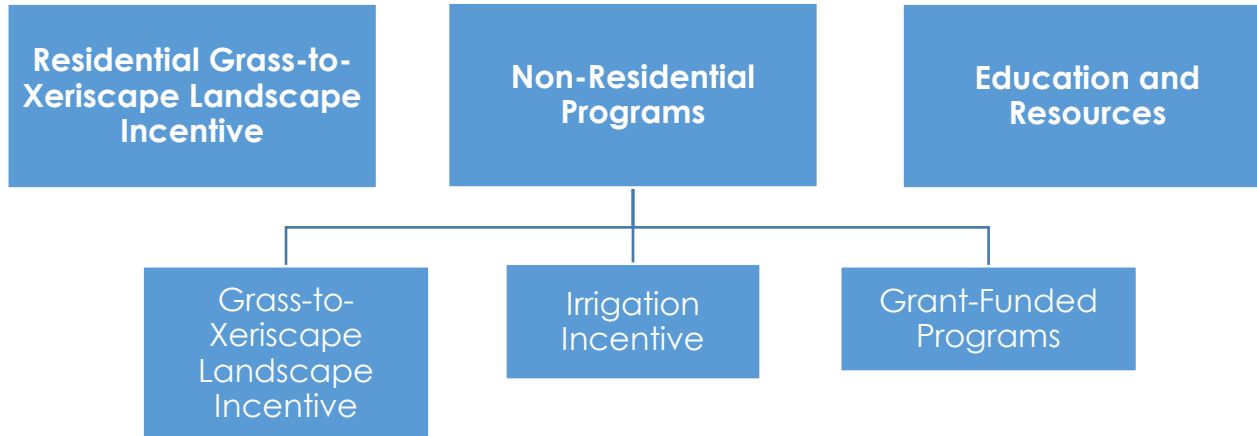 Residential Grass-to-
Xeriscape Landscape
Incentive
Non-Residential
Programs
Education and
Resources
Grass-to-
Xeriscape
Landscape
Incentive
Irrigation
Incentive
Grant-Funded
Programs